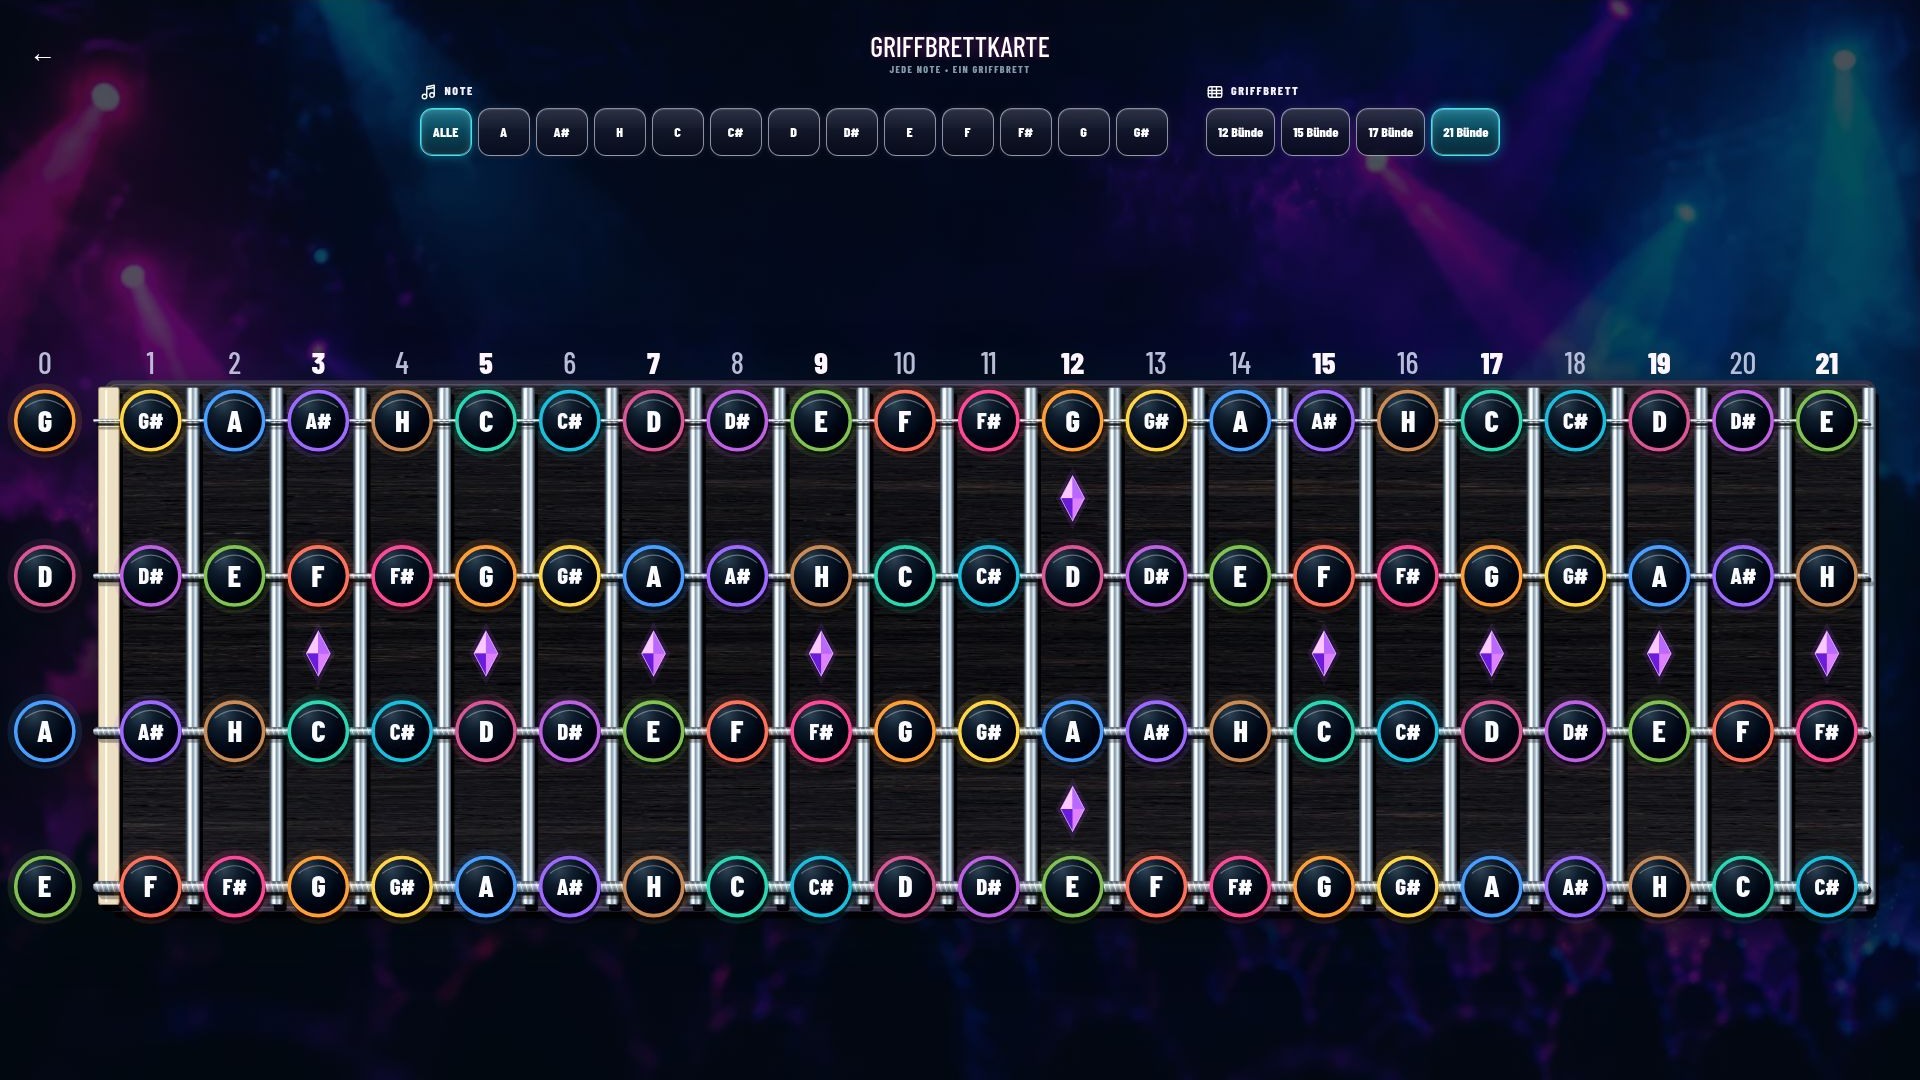 ←
GRIFFBRETTKARTE
JEDE NOTE • EIN GRIFFBRETT
NOTE
GRIFFBRETT
ALLE A A# H C C# D D# E F F# G G# 12 Bünde 15 Bünde 17 Bünde 21 Bünde
0 1 2 3 4 5 6 7 8 9 10 11 12 13 14 15 16 17 18 19 20 21
G G# A A# H C C# D D# E F F# G G# A A# H C C# D D# E
D D# E F F# G G# A A# H C C# D D# E F F# G G# A A# H
A A# H C C# D D# E F F# G G# A A# H C C# D D# E F F#
E F F# G G# A A# H C C# D D# E F F# G G# A A# H C C#